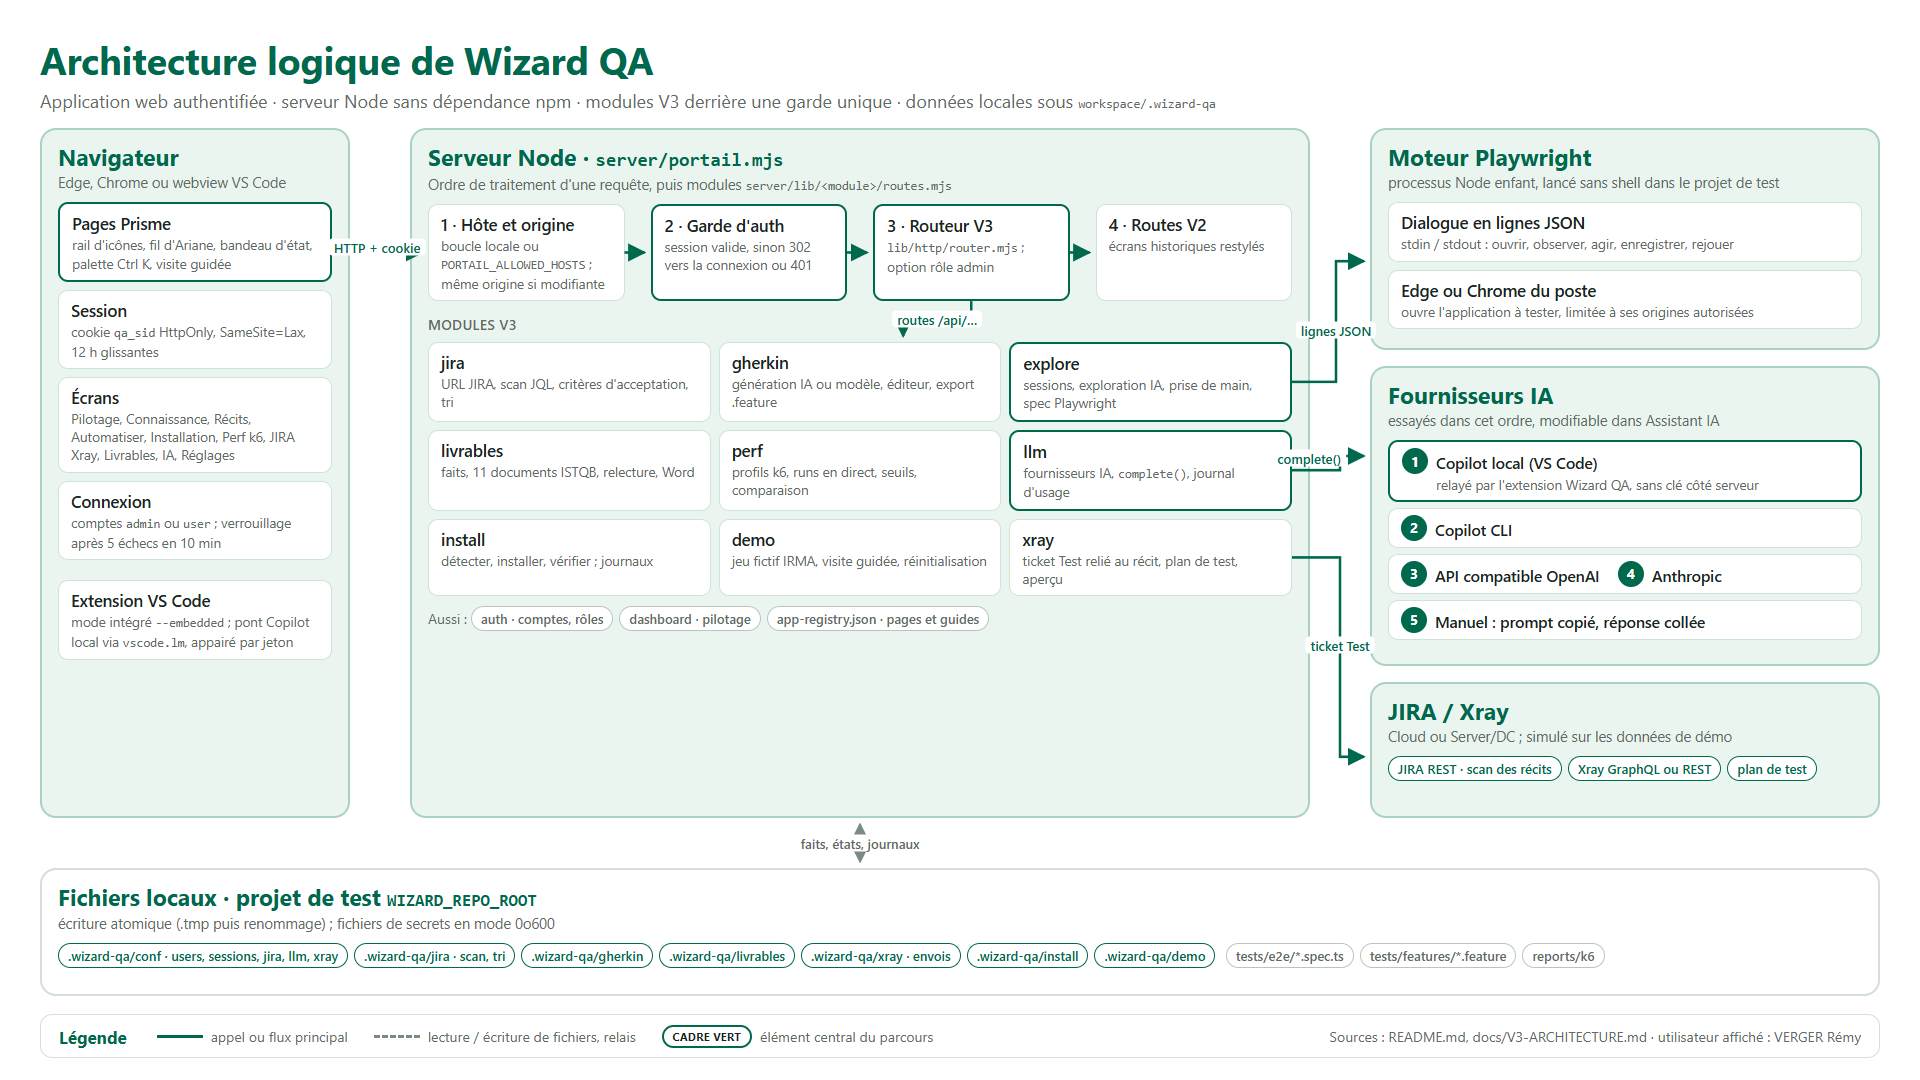 Architecture logique de Wizard QA
Application web authentifiée · serveur Node sans dépendance npm · modules V3 derrière une garde unique · données locales sous workspace/.wizard-qa
Navigateur
Edge, Chrome ou webview VS Code
Pages Prisme
rail d'icônes, fil d'Ariane, bandeau d'état,
palette Ctrl K, visite guidée
Session
cookie qa_sid HttpOnly, SameSite=Lax,
12 h glissantes
Écrans
Pilotage, Connaissance, Récits,
Automatiser, Installation, Perf k6, JIRA
Xray, Livrables, IA, Réglages
Connexion
comptes admin ou user ; verrouillage
après 5 échecs en 10 min
Extension VS Code
mode intégré --embedded ; pont Copilot
local via vscode.lm, appairé par jeton
HTTP + cookie
Serveur Node · server/portail.mjs
Ordre de traitement d'une requête, puis modules server/lib/<module>/routes.mjs
1 · Hôte et origine
boucle locale ou
PORTAIL_ALLOWED_HOSTS ;
même origine si modifiante
2 · Garde d'auth
session valide, sinon 302
vers la connexion ou 401
3 · Routeur V3
lib/http/router.mjs ;
option rôle admin
4 · Routes V2
écrans historiques restylés
routes /api/...
MODULES V3
jira
URL JIRA, scan JQL, critères d'acceptation,
tri
gherkin
génération IA ou modèle, éditeur, export
.feature
explore
sessions, exploration IA, prise de main,
spec Playwright
livrables
faits, 11 documents ISTQB, relecture, Word
perf
profils k6, runs en direct, seuils,
comparaison
llm
fournisseurs IA, complete(), journal
d'usage
install
détecter, installer, vérifier ; journaux
demo
jeu fictif IRMA, visite guidée, réinitialisation
xray
ticket Test relié au récit, plan de test,
aperçu
Aussi : auth · comptes, rôles dashboard · pilotage app-registry.json · pages et guides
lignes JSON
complete()
ticket Test
Moteur Playwright
processus Node enfant, lancé sans shell dans le projet de test
Dialogue en lignes JSON
stdin / stdout : ouvrir, observer, agir, enregistrer, rejouer
Edge ou Chrome du poste
ouvre l'application à tester, limitée à ses origines autorisées
Fournisseurs IA
essayés dans cet ordre, modifiable dans Assistant IA
1 Copilot local (VS Code)
relayé par l'extension Wizard QA, sans clé côté serveur
2 Copilot CLI
3 API compatible OpenAI 4 Anthropic
5 Manuel : prompt copié, réponse collée
JIRA / Xray
Cloud ou Server/DC ; simulé sur les données de démo
JIRA REST · scan des récits Xray GraphQL ou REST plan de test
faits, états, journaux
Fichiers locaux · projet de test WIZARD_REPO_ROOT
écriture atomique (.tmp puis renommage) ; fichiers de secrets en mode 0o600
.wizard-qa/conf · users, sessions, jira, llm, xray .wizard-qa/jira · scan, tri .wizard-qa/gherkin .wizard-qa/livrables .wizard-qa/xray · envois .wizard-qa/install .wizard-qa/demo tests/e2e/*.spec.ts tests/features/*.feature reports/k6
Légende appel ou flux principal lecture / écriture de fichiers, relais CADRE VERT élément central du parcours Sources : README.md, docs/V3-ARCHITECTURE.md · utilisateur affiché : VERGER Rémy